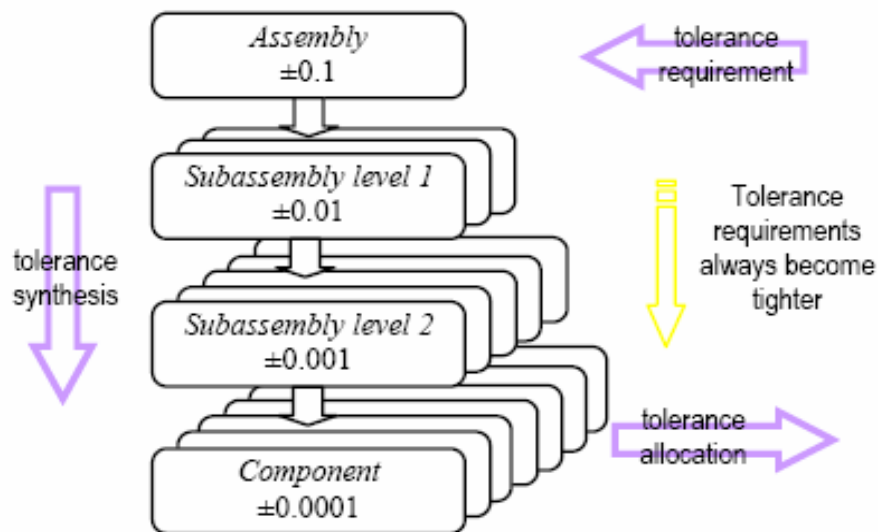 Assembly
±0.1
tolerance
requirement
Subassembly level 1
±0.01
tolerance
synthesis
Tolerance
requirements
always become
tighter
Subassembly level 2
±0.001
tolerance
allocation
Component
±0.0001